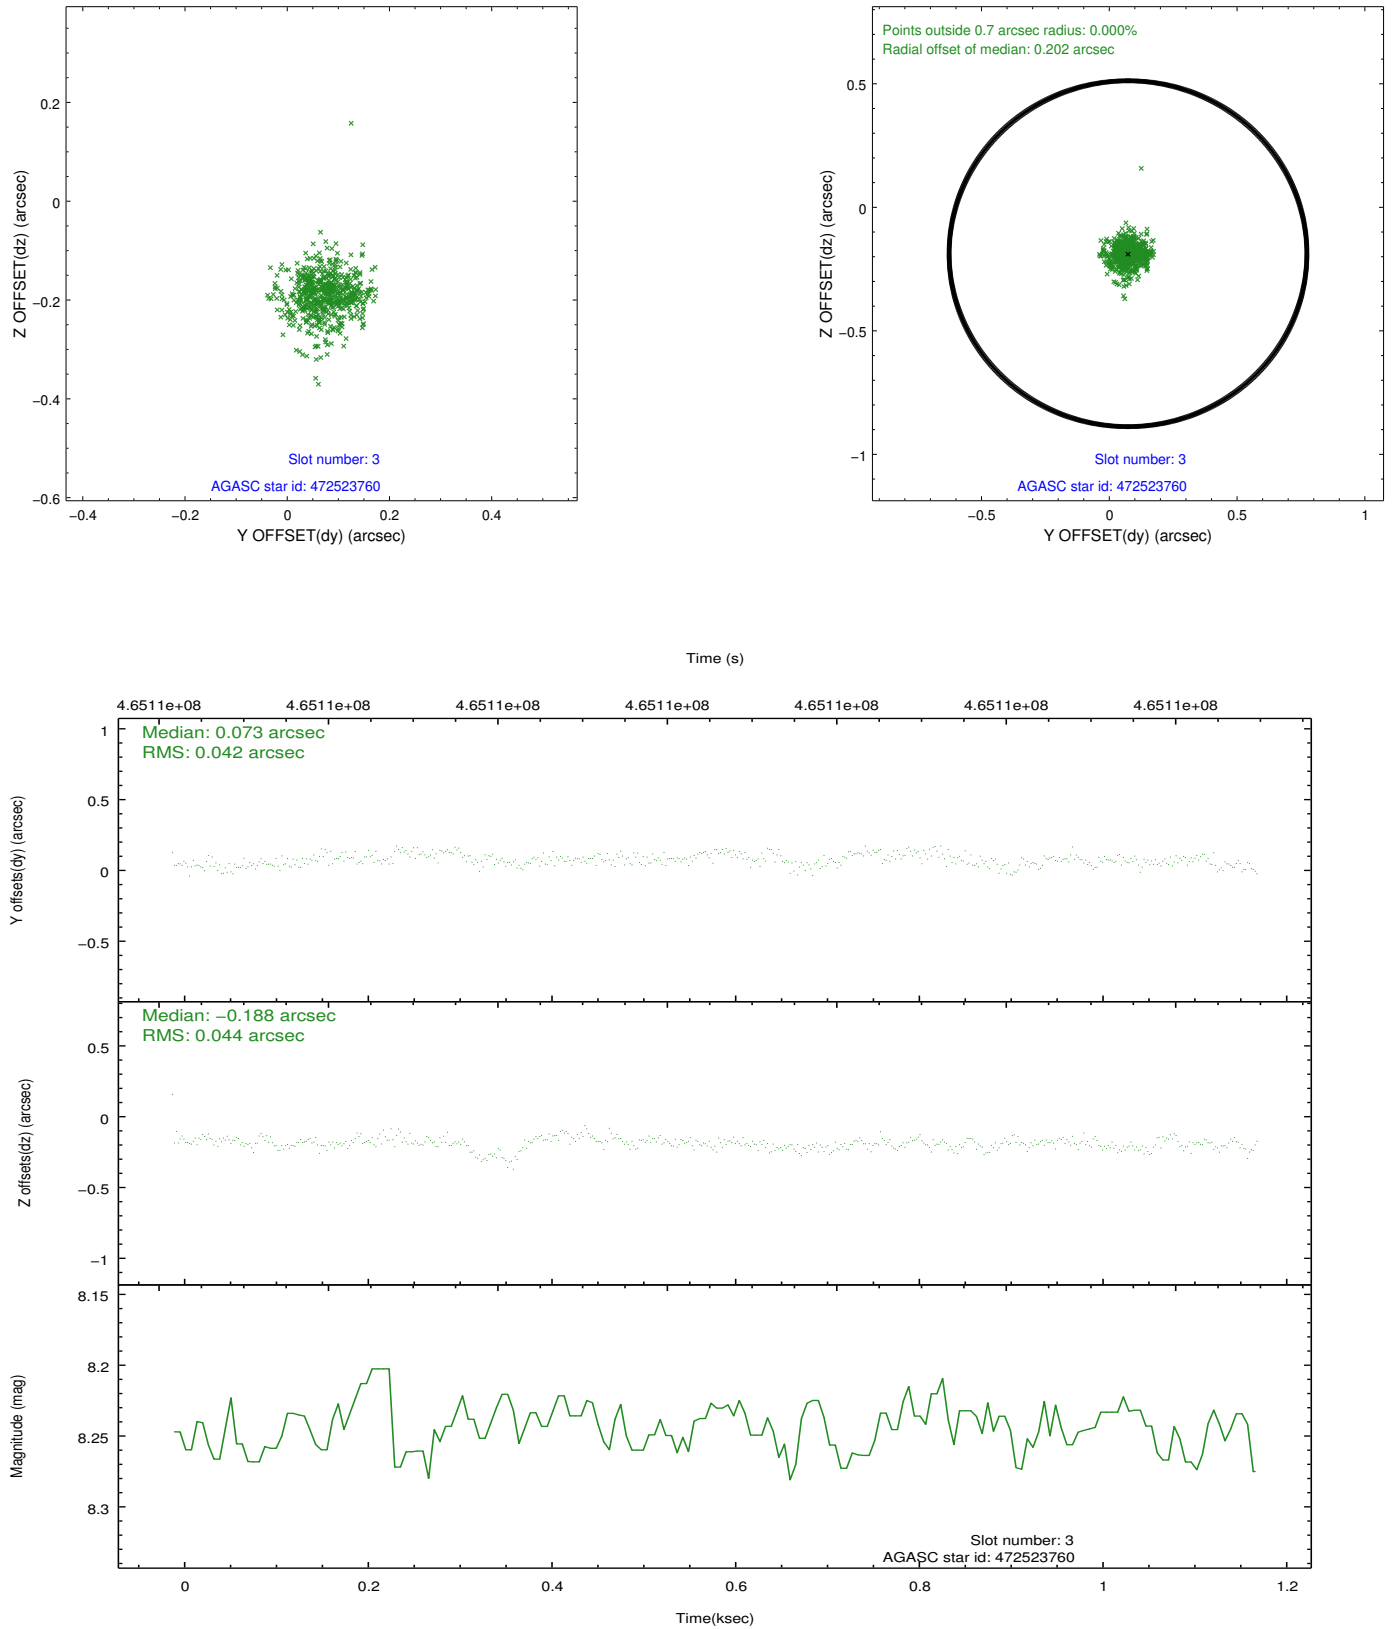 0.2
0
−0.2
−0.4
−0.6
Z OFFSET(dz) (arcsec)
Slot number: 3
AGASC star id: 472523760
−0.4
−0.2
0
0.2
0.4
Y OFFSET(dy) (arcsec)
Points outside 0.7 arcsec radius: 0.000%
Radial offset of median: 0.202 arcsec
0.5
0
−0.5
−1
Z OFFSET(dz) (arcsec)
Slot number: 3
AGASC star id: 472523760
−0.5
0
0.5
1
Y OFFSET(dy) (arcsec)
Time (s)
4.6511e+08 4.6511e+08 4.6511e+08 4.6511e+08 4.6511e+08 4.6511e+08 4.6511e+08
Median: 0.073 arcsec
RMS: 0.042 arcsec
1
0.5
0
−0.5
Y offsets(dy) (arcsec)
Median: −0.188 arcsec
RMS: 0.044 arcsec
0.5
0
−0.5
−1
Z offsets(dz) (arcsec)
8.15
8.2
8.25
8.3
Magnitude (mag)
Slot number: 3
AGASC star id: 472523760
0 0.2 0.4 0.6 0.8 1 1.2
Time(ksec)